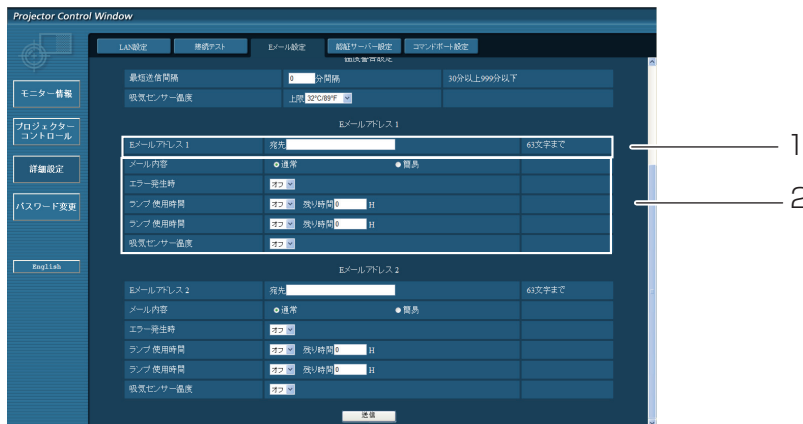 Projector Control Window
LAN設定 接続テスト Eメール設定 認証サーバー設定 コマンドポート設定
温度警告設定
最短送信間隔 0 分間隔 30分以上999分以下
吸気センサー温度 上限 32°C/89°F
モニター情報
プロジェクター
コントロール
詳細設定
パスワード変更
English
Eメールアドレス 1
Eメールアドレス 1 宛先 63文字まで
メール内容 通常 簡易
エラー発生時 オフ
ランプ 使用時間 オフ 残り時間 0 H
ランプ 使用時間 オフ 残り時間 0 H
吸気センサー温度 オフ
Eメールアドレス 2
Eメールアドレス 2 宛先 63文字まで
メール内容 通常 簡易
エラー発生時 オフ
ランプ 使用時間 オフ 残り時間 0 H
ランプ 使用時間 オフ 残り時間 0 H
吸気センサー温度 オフ
送信
1
2